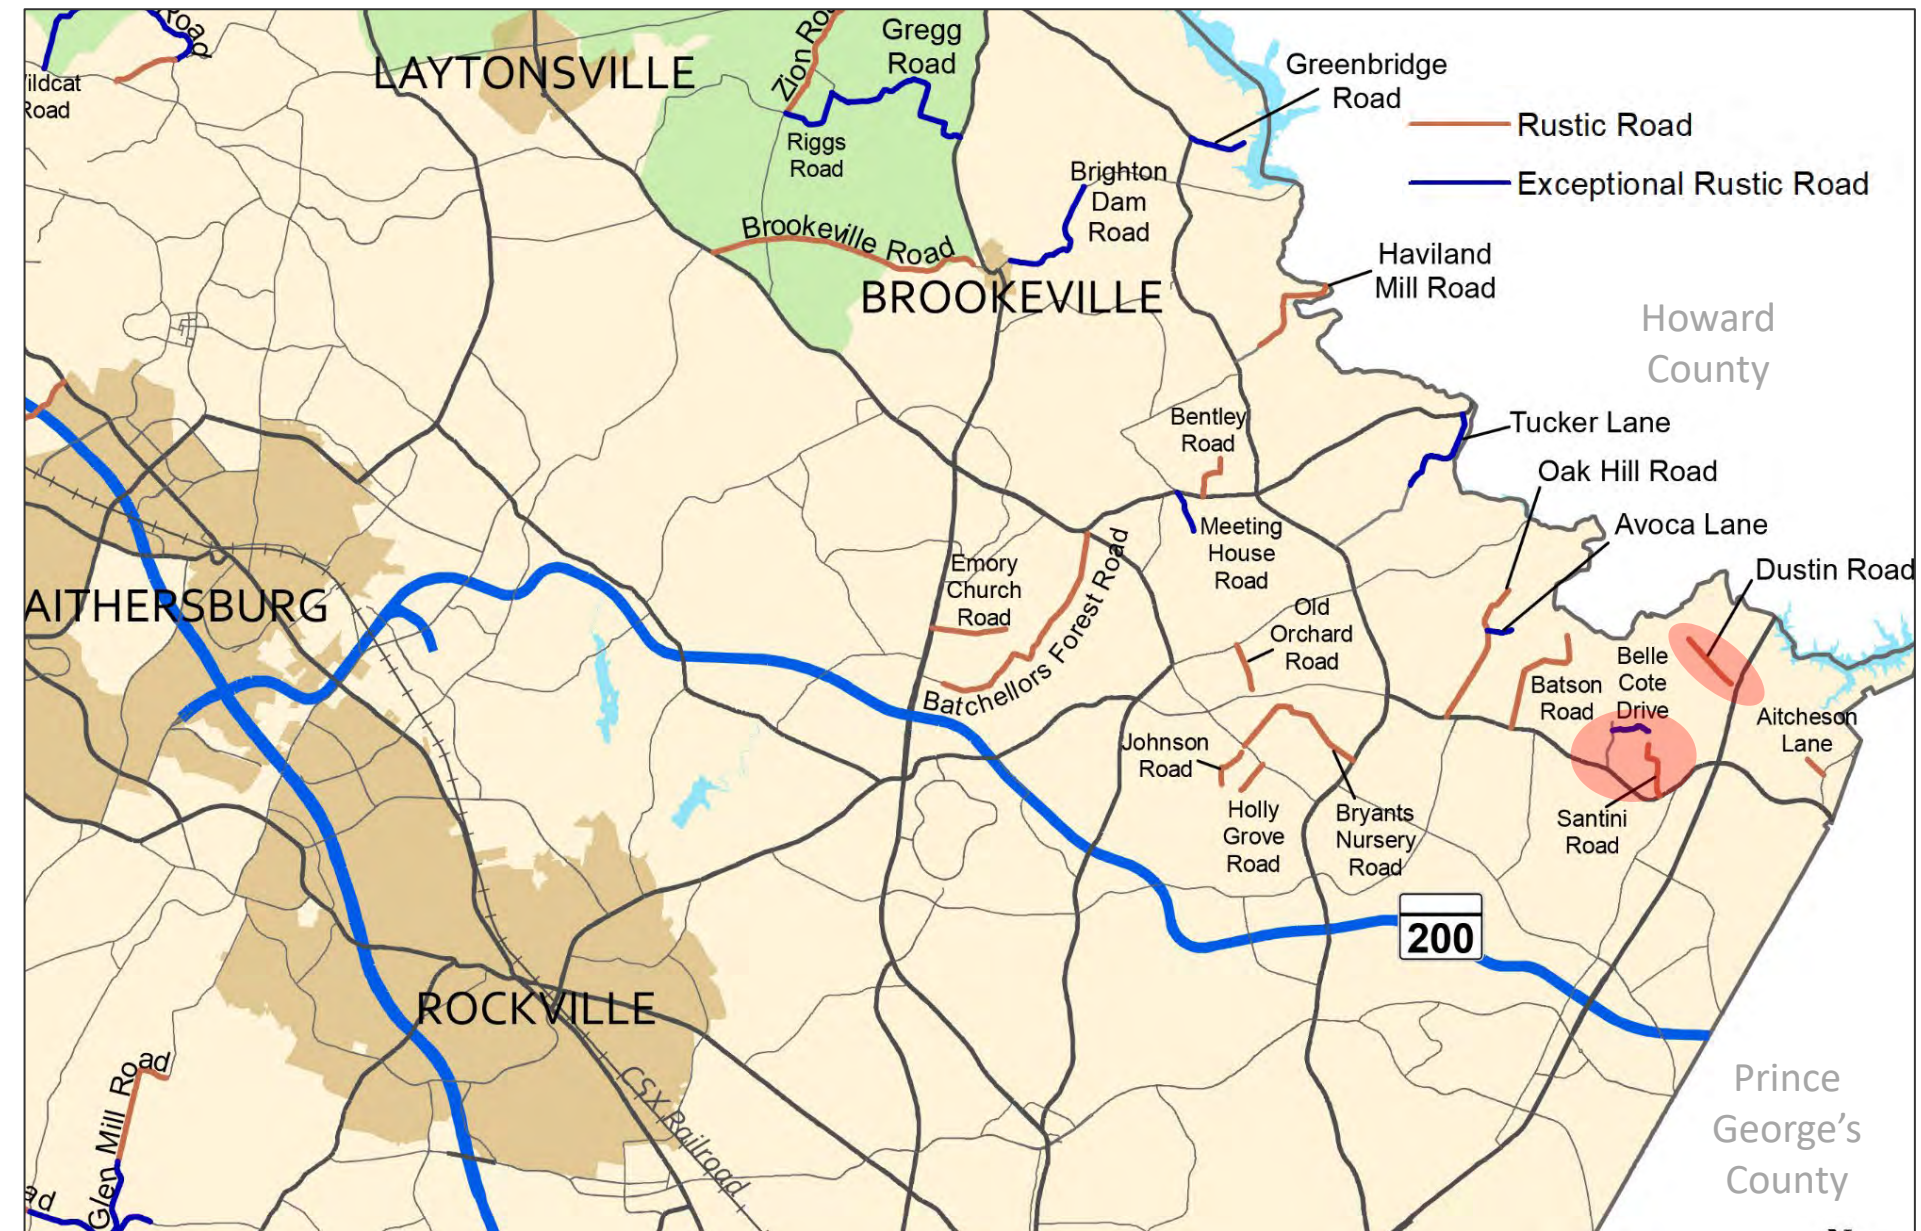 Road
ildcat
Road
LAYTONSVILLE
Zion Ro
Gregg
Road
Riggs
Road
Greenbridge
Road
Rustic Road
Exceptional Rustic Road
Brighton
Dam
Road
Brookeville Road
BROOKEVILLE
Haviland
Mill Road
Howard
County
Bentley
Road
Tucker Lane
Oak Hill Road
Avoca Lane
Dustin Road
Meeting
House
Road
Emory
Church
Road
Batchellors Forest Road
Old
Orchard
Road
AITHERSBURG
Belle
Cote
Drive
Batson
Road
Aitcheson
Lane
Johnson
Road
Holly
Grove
Road
Bryants
Nursery
Road
Santini
Road
200
ROCKVILLE
CSX Railroad
Glen Mill Road
ad
Prince
George’s
County